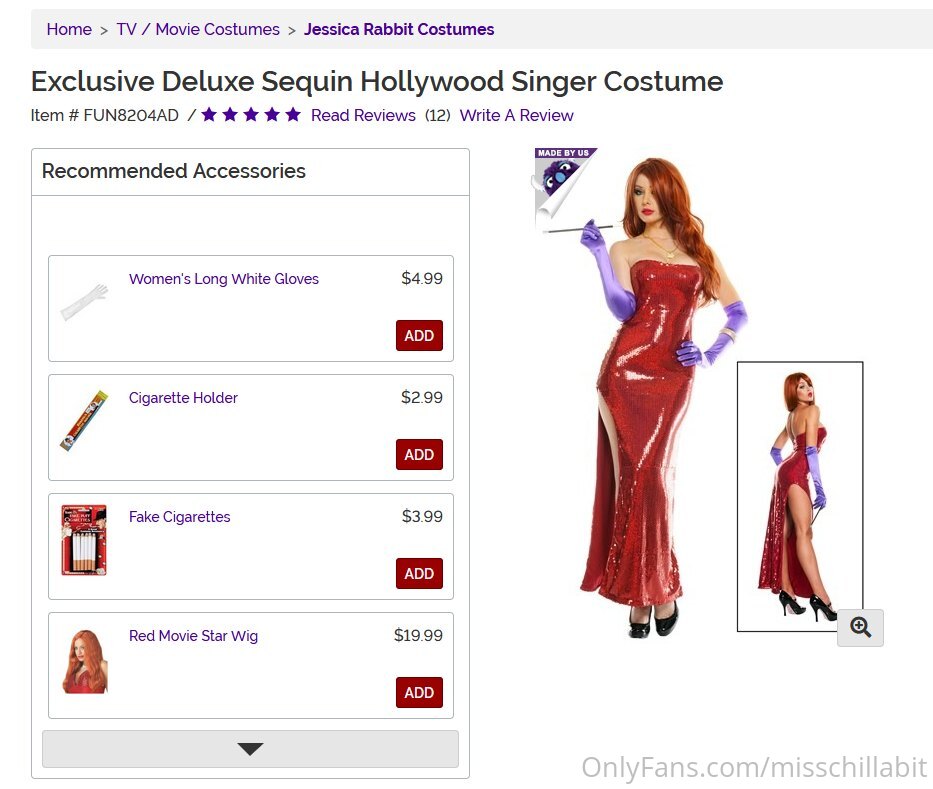 Home > TV / Movie Costumes > Jessica Rabbit Costumes
Exclusive Deluxe Sequin Hollywood Singer Costume
Item # FUN8204AD / ★★★★★ Read Reviews (12) Write A Review
Recommended Accessories
Women's Long White Gloves $4.99
ADD
Cigarette Holder $2.99
ADD
Fake Cigarettes $3.99
ADD
Red Movie Star Wig $19.99
ADD
MADE BY US
OnlyFans.com/misschillabit